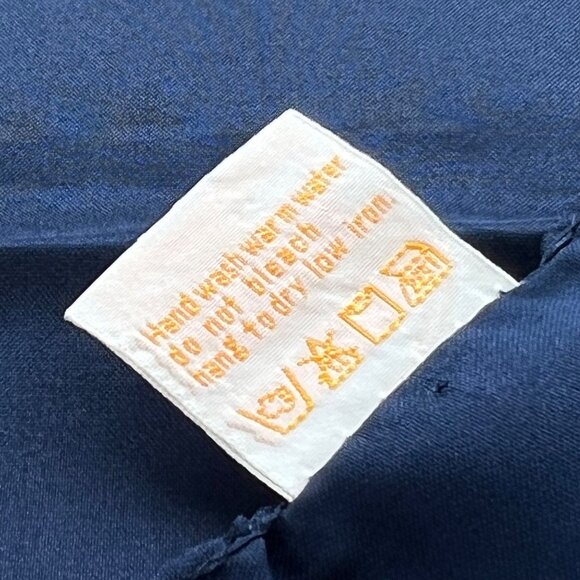 Hand wash warm water
do not bleach
hang to dry low iron.